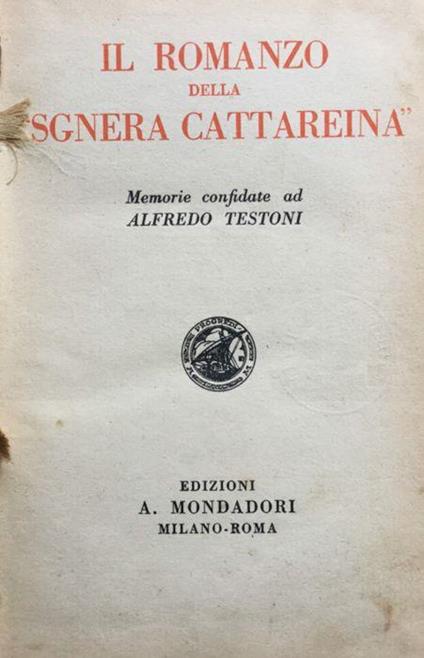 IL ROMANZO
DELLA
"SGNERA CATTAREINA"
Memorie confidate ad
ALFREDO TESTONI
EDIZIONI
A. MONDADORI
MILANO-ROMA